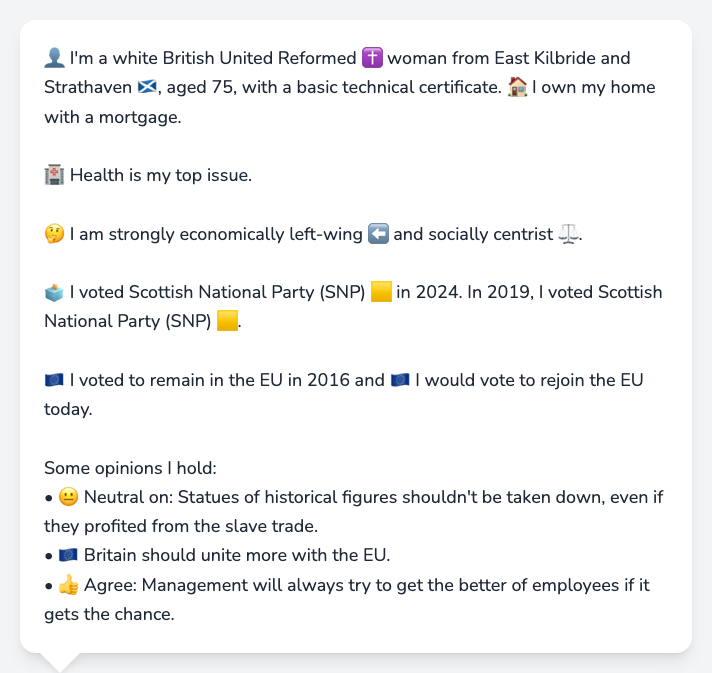 👤 I'm a white British United Reformed ✝️ woman from East Kilbride and
Strathaven 🏴󠁧󠁢󠁳󠁣󠁴󠁿, aged 75, with a basic technical certificate. 🏠 I own my home
with a mortgage.
🏥 Health is my top issue.
🤔 I am strongly economically left-wing ⬅️ and socially centrist ⚖️.
🗳️ I voted Scottish National Party (SNP) 🟨 in 2024. In 2019, I voted Scottish
National Party (SNP) 🟨.
🇪🇺 I voted to remain in the EU in 2016 and 🇪🇺 I would vote to rejoin the EU
today.
Some opinions I hold:
• 😐 Neutral on: Statues of historical figures shouldn't be taken down, even if
they profited from the slave trade.
• 🇪🇺 Britain should unite more with the EU.
• 👍 Agree: Management will always try to get the better of employees if it
gets the chance.